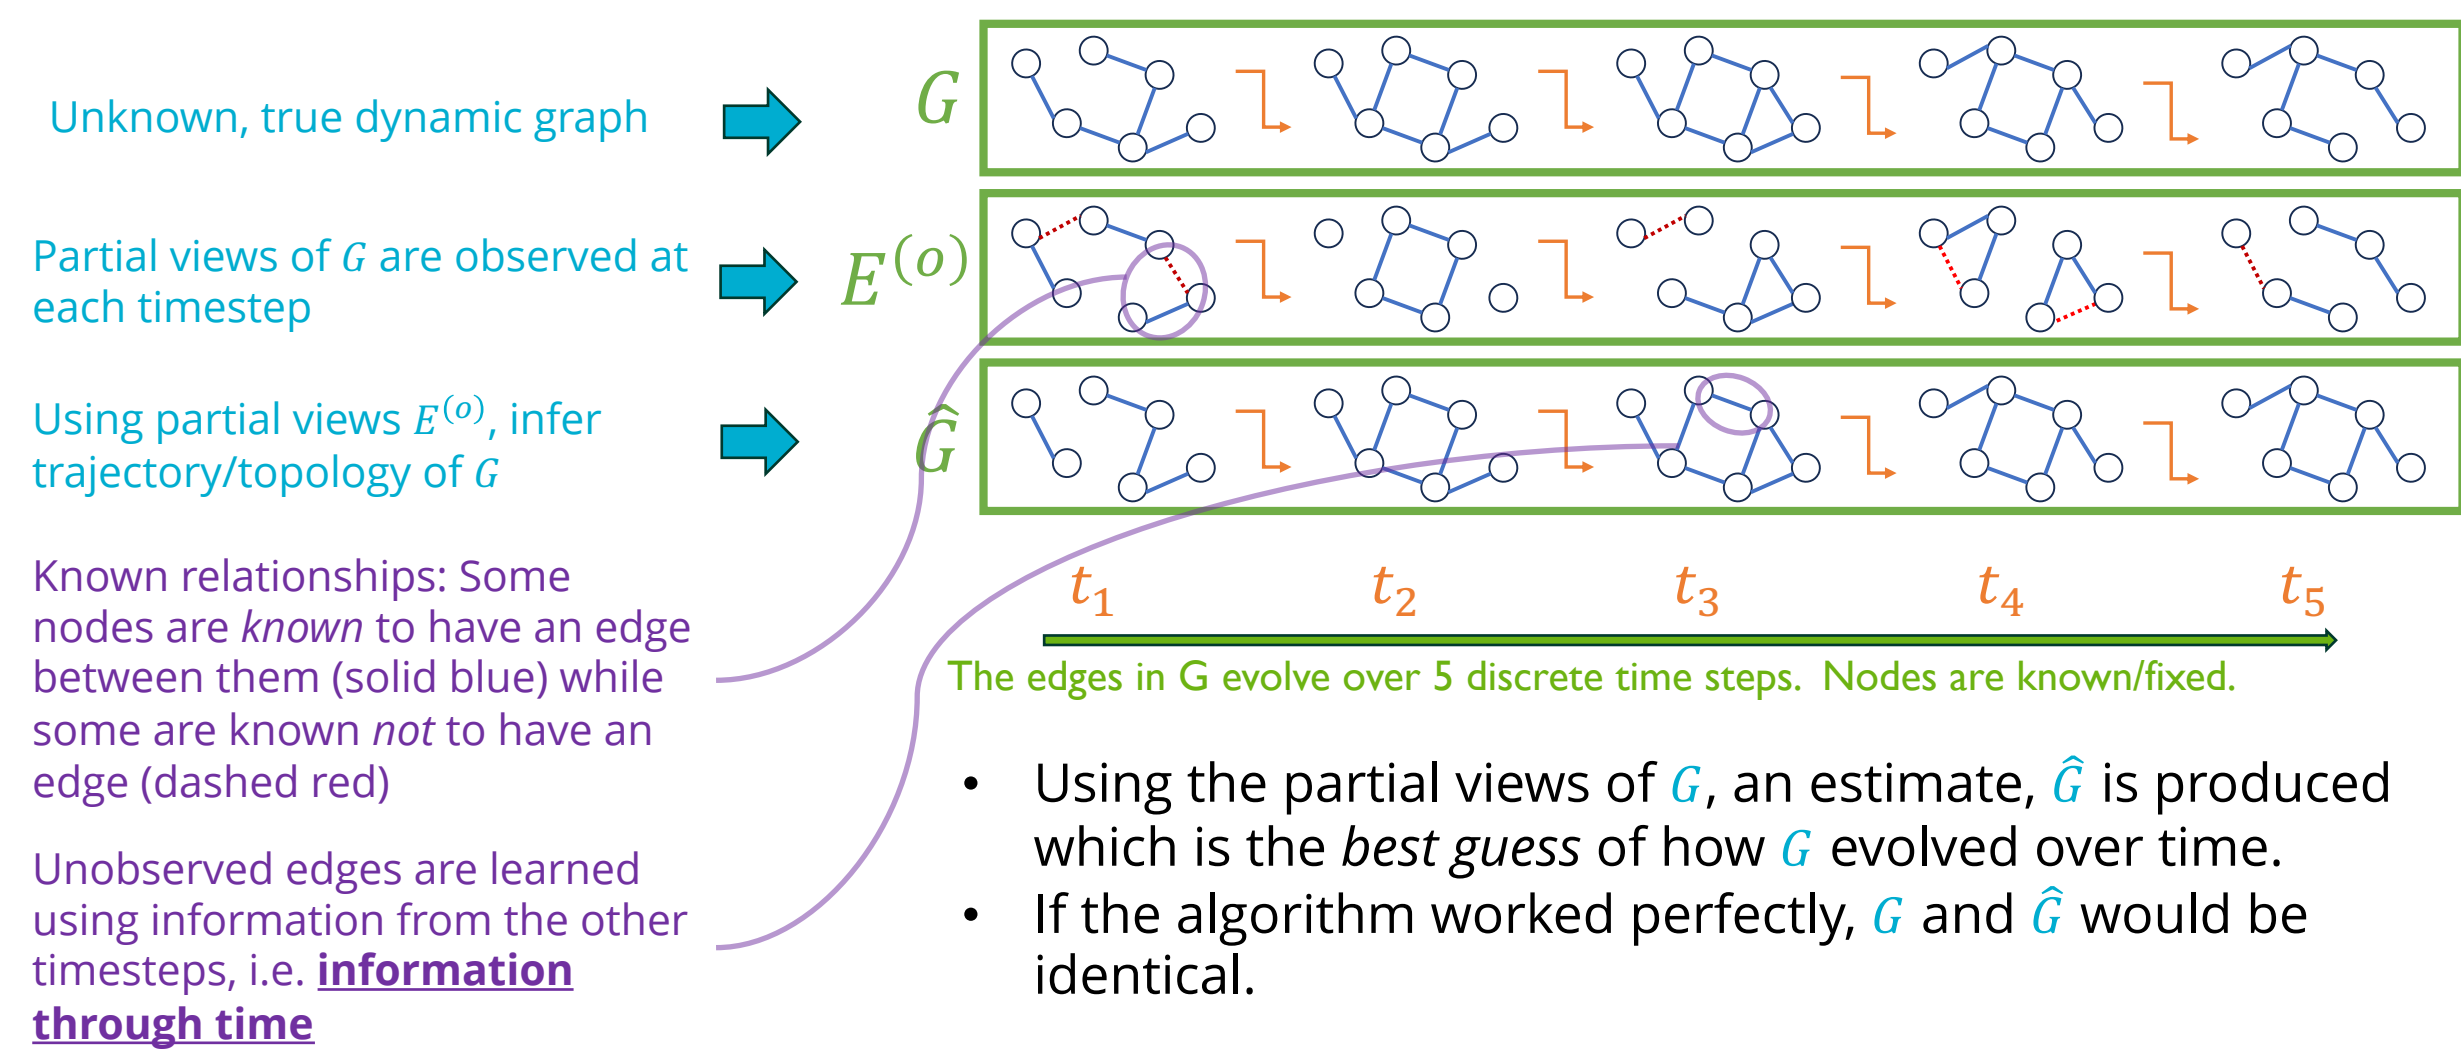 Unknown, true dynamic graph
G
Partial views of G are observed at
each timestep
E^(o)
Using partial views E^(o), infer
trajectory/topology of G
Ĝ
Known relationships: Some
nodes are known to have an edge
between them (solid blue) while
some are known not to have an
edge (dashed red)
Unobserved edges are learned
using information from the other
timesteps, i.e. information
through time
t₁ t₂ t₃ t₄ t₅
The edges in G evolve over 5 discrete time steps. Nodes are known/fixed.
• Using the partial views of G, an estimate, Ĝ is produced
which is the best guess of how G evolved over time.
• If the algorithm worked perfectly, G and Ĝ would be
identical.